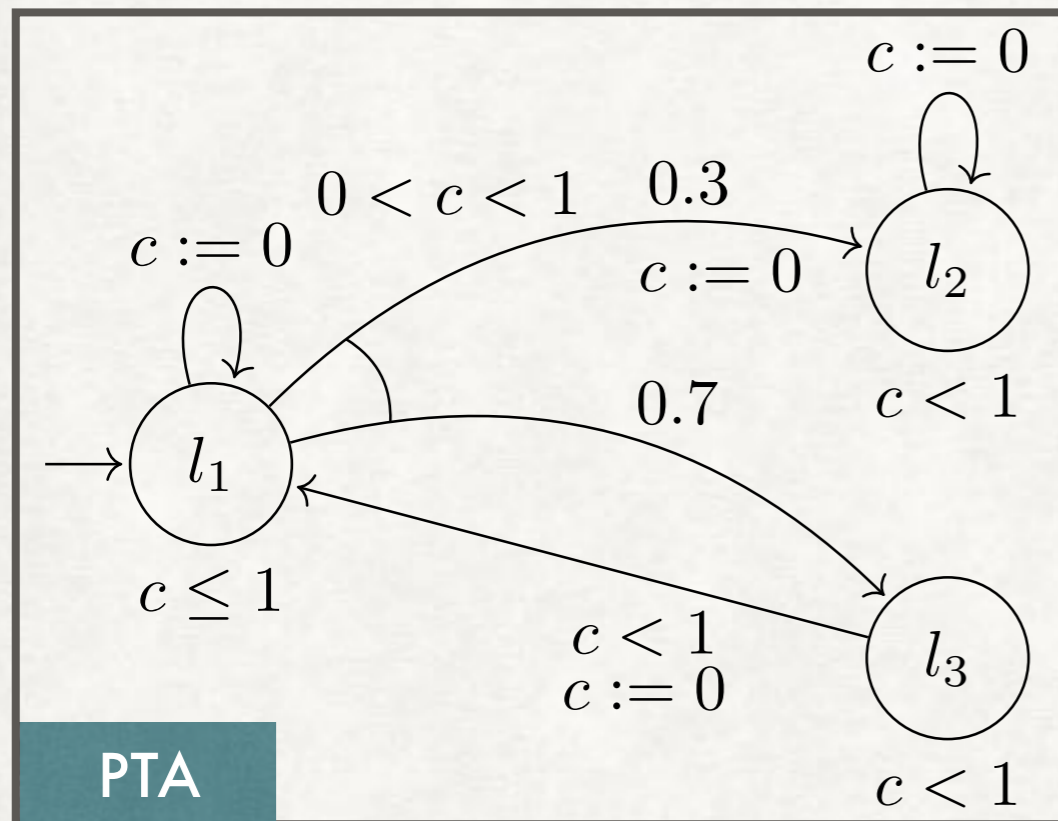 c := 0
0 < c < 1
0.3
c := 0
c := 0
l₂
c < 1
0.7
l₁
c ≤ 1
c < 1
c := 0
l₃
c < 1
PTA